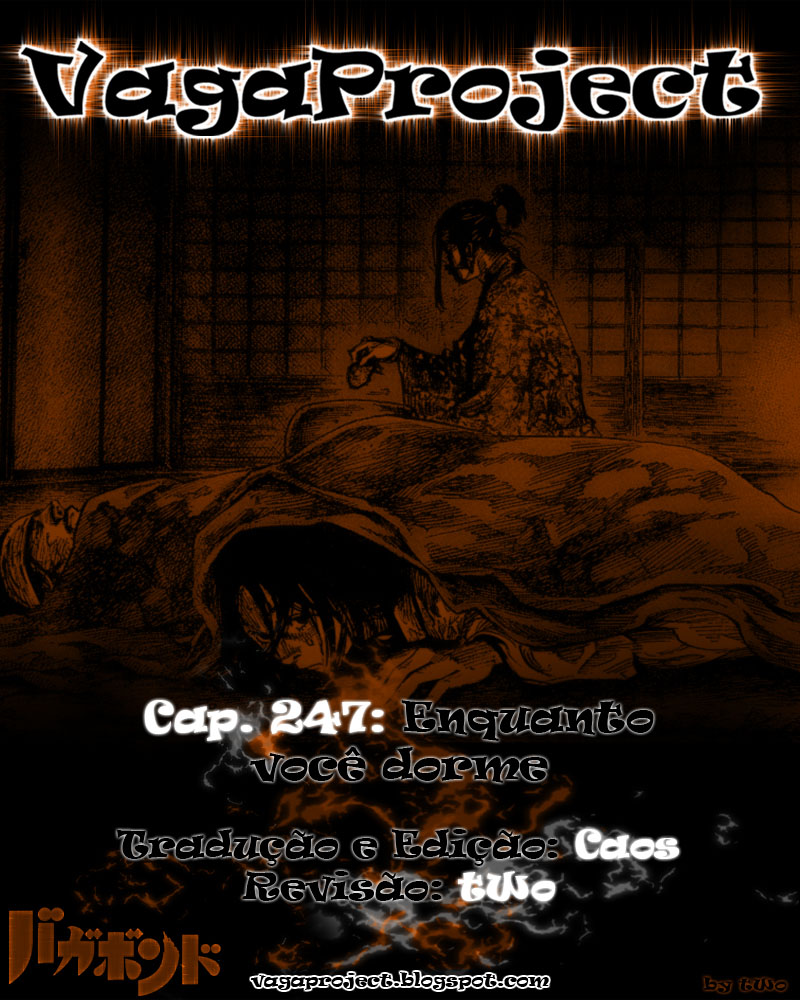 VagaProject
Cap. 247: Enquanto
você dorme
Tradução e Edição: Caos
Revisão: tWo
バガボンド
vagaproject.blogspot.com
by tWo